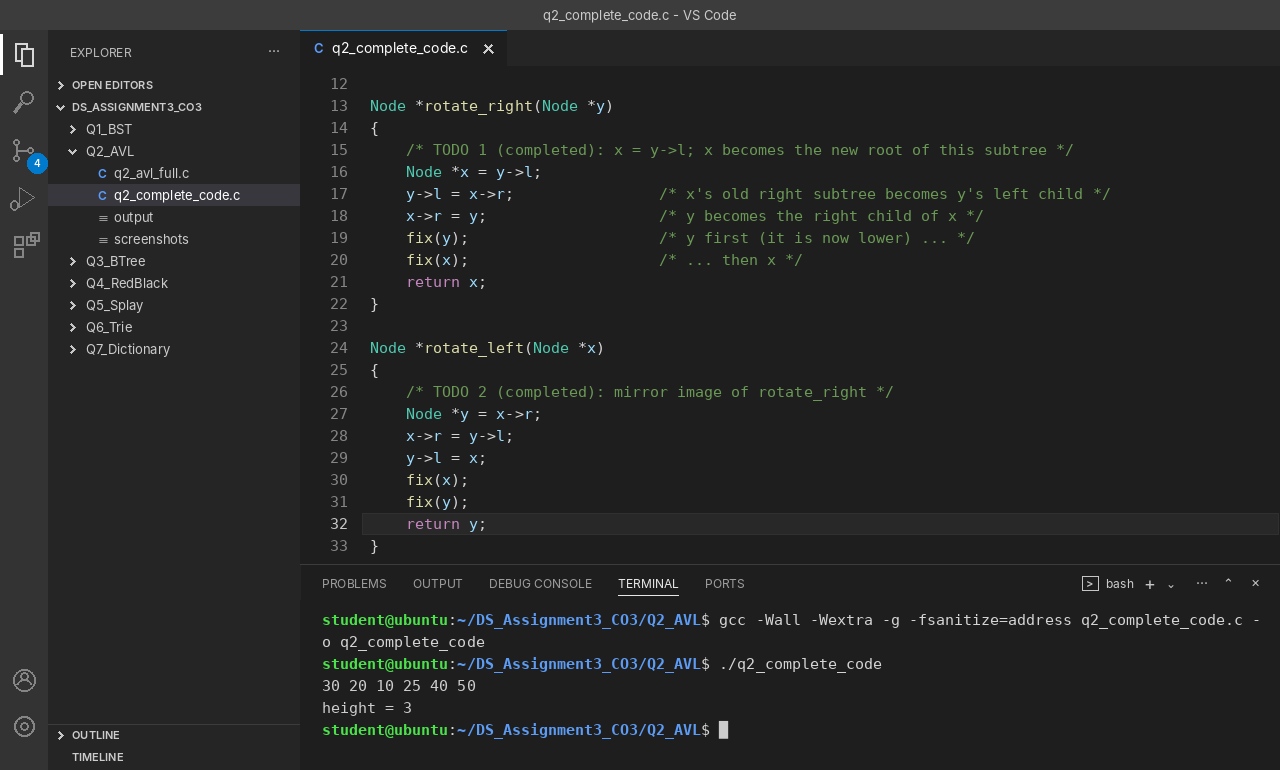 q2_complete_code.c - VS Code
EXPLORER ···
OPEN EDITORS
DS_ASSIGNMENT3_CO3
Q1_BST
Q2_AVL
C q2_avl_full.c
C q2_complete_code.c
output
screenshots
Q3_BTree
Q4_RedBlack
Q5_Splay
Q6_Trie
Q7_Dictionary
OUTLINE
TIMELINE
4
C q2_complete_code.c
12
13 Node *rotate_right(Node *y)
14 {
15     /* TODO 1 (completed): x = y->l; x becomes the new root of this subtree */
16     Node *x = y->l;
17     y->l = x->r;                /* x's old right subtree becomes y's left child */
18     x->r = y;                   /* y becomes the right child of x */
19     fix(y);                     /* y first (it is now lower) ... */
20     fix(x);                     /* ... then x */
21     return x;
22 }
23
24 Node *rotate_left(Node *x)
25 {
26     /* TODO 2 (completed): mirror image of rotate_right */
27     Node *y = x->r;
28     x->r = y->l;
29     y->l = x;
30     fix(x);
31     fix(y);
32     return y;
33 }
PROBLEMS OUTPUT DEBUG CONSOLE TERMINAL PORTS bash + ···
student@ubuntu:~/DS_Assignment3_CO3/Q2_AVL$ gcc -Wall -Wextra -g -fsanitize=address q2_complete_code.c -
o q2_complete_code
student@ubuntu:~/DS_Assignment3_CO3/Q2_AVL$ ./q2_complete_code
30 20 10 25 40 50
height = 3
student@ubuntu:~/DS_Assignment3_CO3/Q2_AVL$